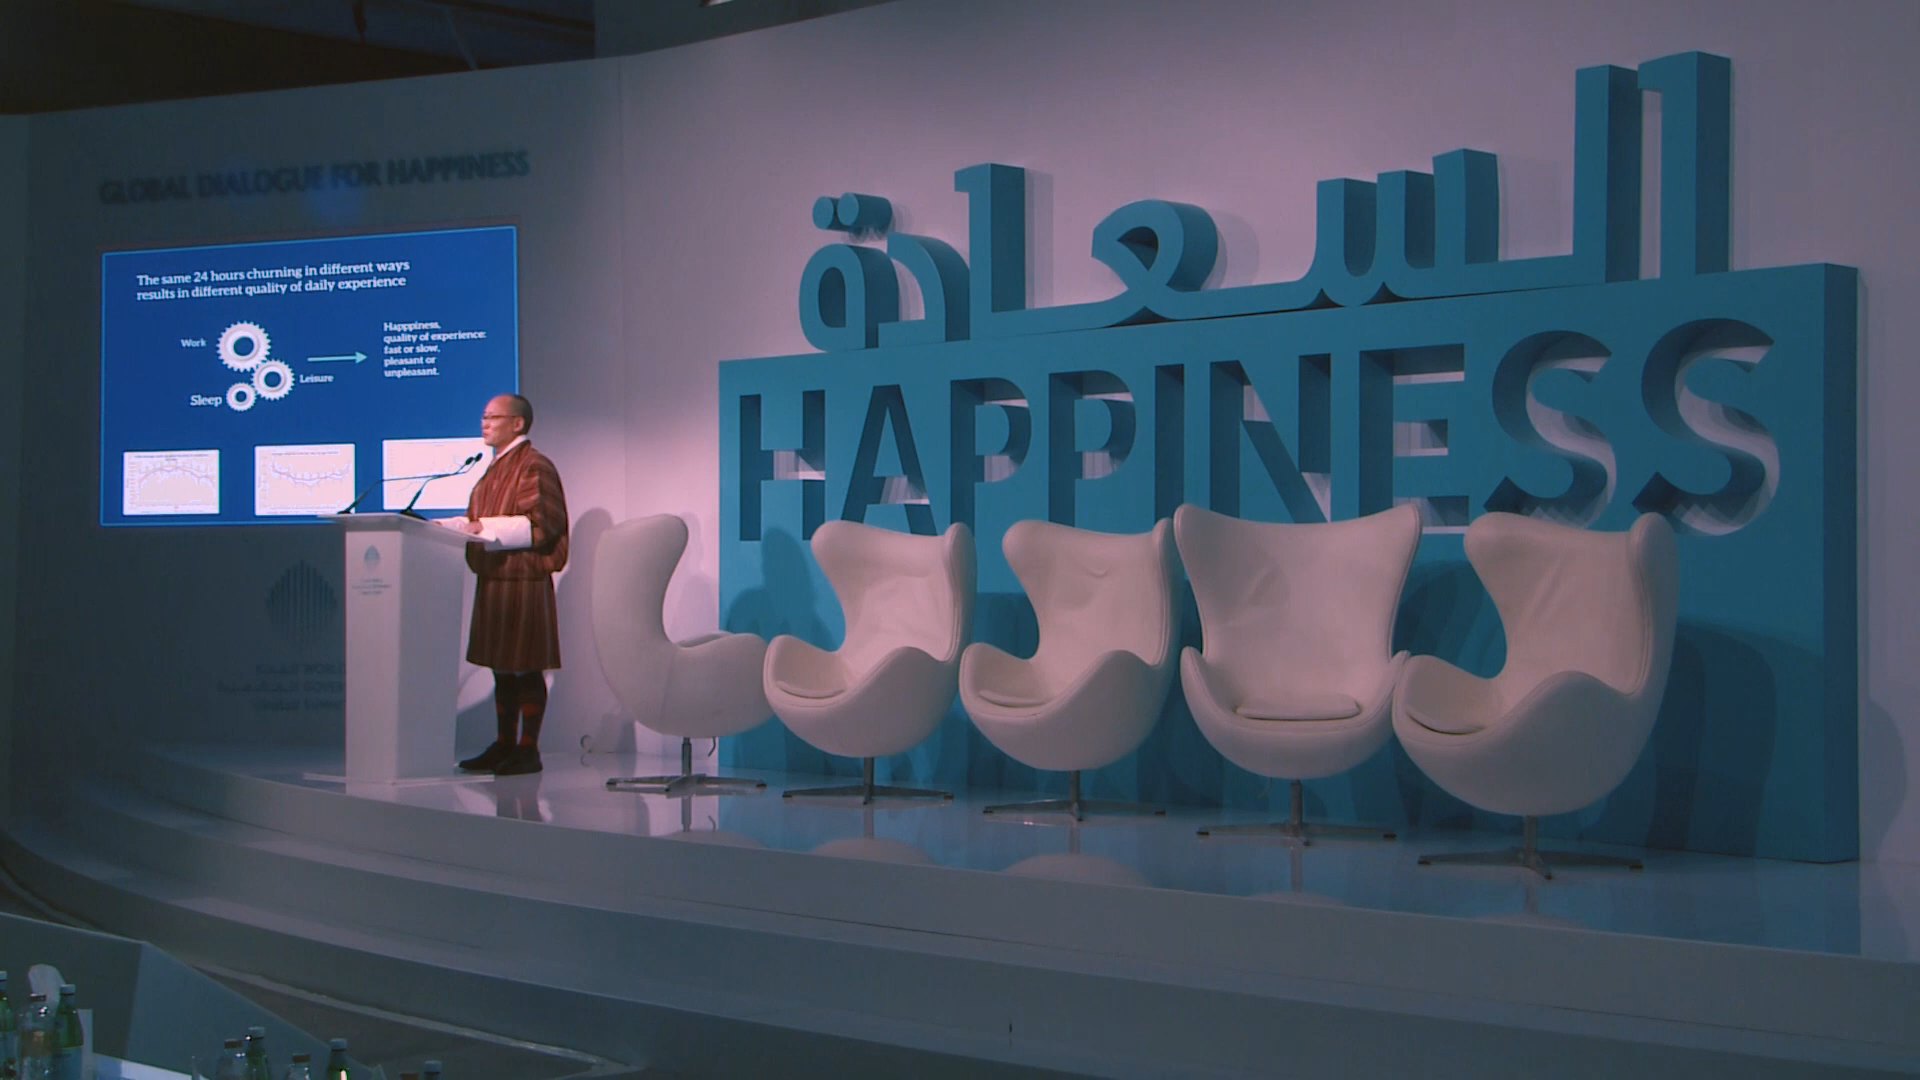 GLOBAL DIALOGUE FOR HAPPINESS
The same 24 hours churning in different ways
results in different quality of daily experience
Work
Leisure
Sleep
Happpiness,
quality of experience:
fast or slow,
pleasant or
unpleasant.
السعادة
HAPPINESS